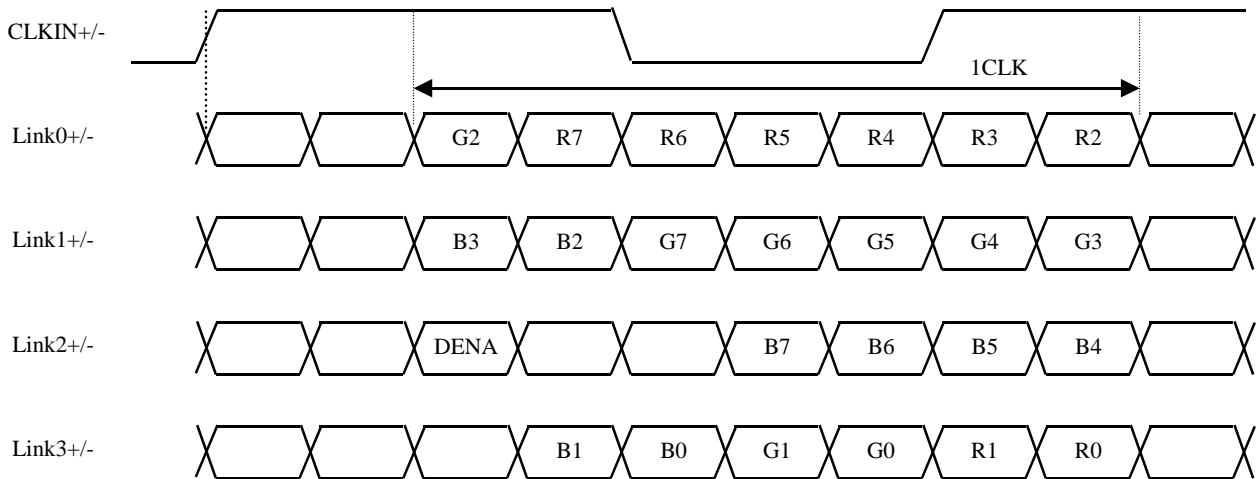 CLKIN+/-
1CLK
Link0+/- G2 R7 R6 R5 R4 R3 R2
Link1+/- B3 B2 G7 G6 G5 G4 G3
Link2+/- DENA B7 B6 B5 B4
Link3+/- B1 B0 G1 G0 R1 R0